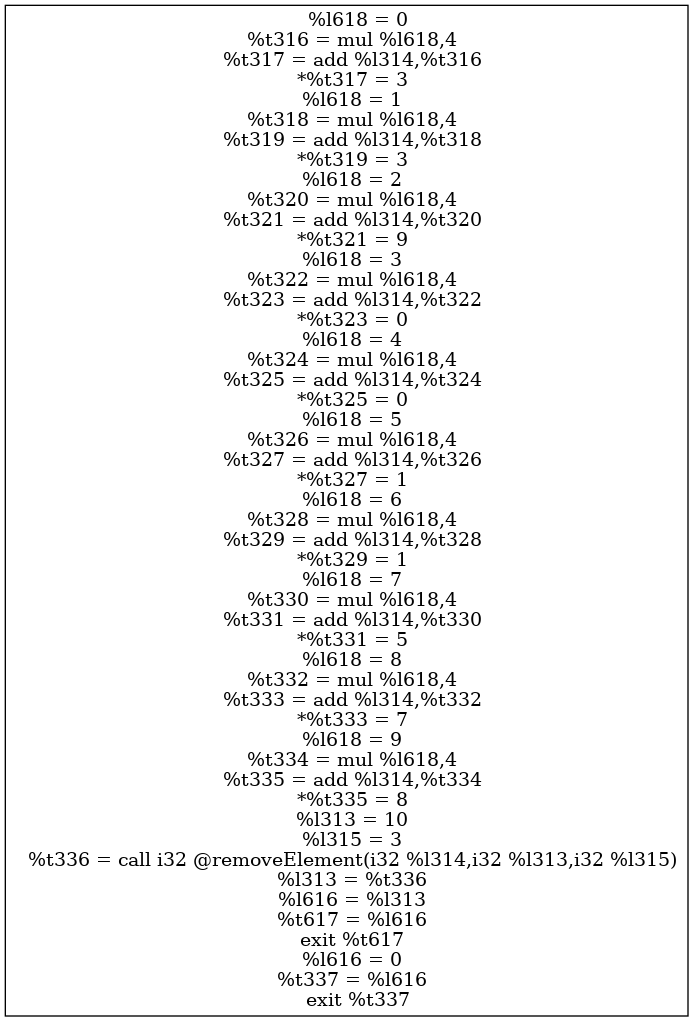 %l618 = 0
%t316 = mul %l618,4
%t317 = add %l314,%t316
*%t317 = 3
%l618 = 1
%t318 = mul %l618,4
%t319 = add %l314,%t318
*%t319 = 3
%l618 = 2
%t320 = mul %l618,4
%t321 = add %l314,%t320
*%t321 = 9
%l618 = 3
%t322 = mul %l618,4
%t323 = add %l314,%t322
*%t323 = 0
%l618 = 4
%t324 = mul %l618,4
%t325 = add %l314,%t324
*%t325 = 0
%l618 = 5
%t326 = mul %l618,4
%t327 = add %l314,%t326
*%t327 = 1
%l618 = 6
%t328 = mul %l618,4
%t329 = add %l314,%t328
*%t329 = 1
%l618 = 7
%t330 = mul %l618,4
%t331 = add %l314,%t330
*%t331 = 5
%l618 = 8
%t332 = mul %l618,4
%t333 = add %l314,%t332
*%t333 = 7
%l618 = 9
%t334 = mul %l618,4
%t335 = add %l314,%t334
*%t335 = 8
%l313 = 10
%l315 = 3
%t336 = call i32 @removeElement(i32 %l314,i32 %l313,i32 %l315)
%l313 = %t336
%l616 = %l313
%t617 = %l616
exit %t617
%l616 = 0
%t337 = %l616
exit %t337